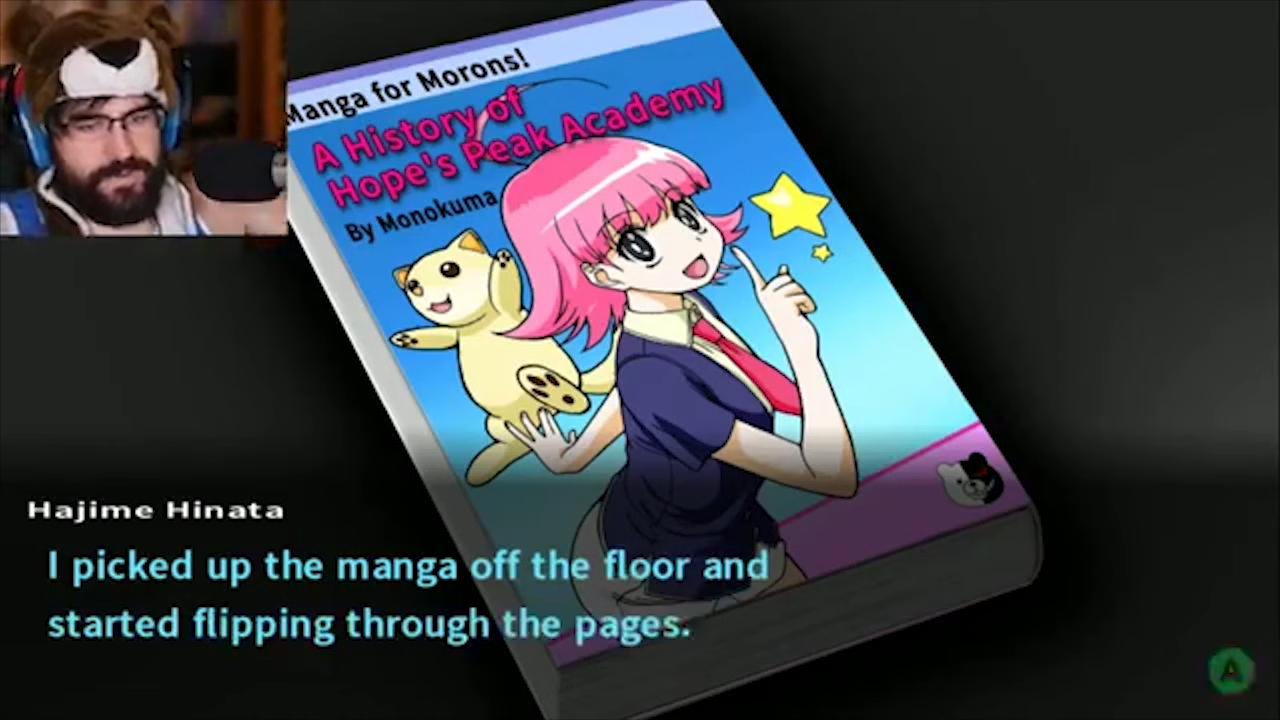 Manga for Morons!
A History of
Hope's Peak Academy
By Monokuma
Hajime Hinata
I picked up the manga off the floor and
started flipping through the pages.
A